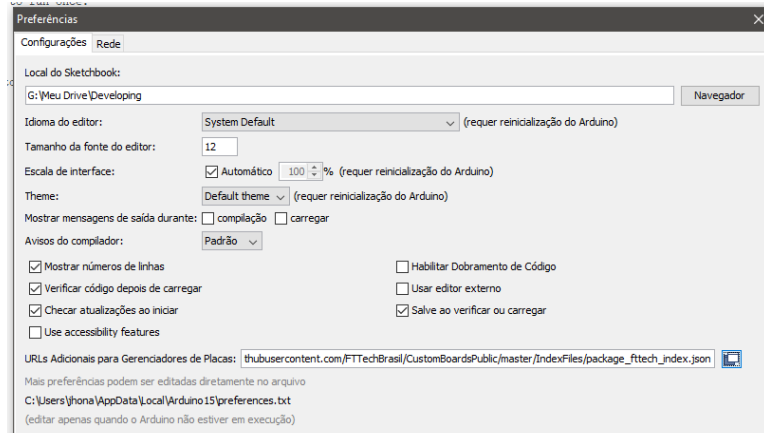 to run once:
Preferências
Configurações Rede
Local do Sketchbook:
G:\Meu Drive\Developing Navegador
Idioma do editor: System Default (requer reinicialização do Arduino)
Tamanho da fonte do editor: 12
Escala de interface: Automático 100 % (requer reinicialização do Arduino)
Theme: Default theme (requer reinicialização do Arduino)
Mostrar mensagens de saída durante: compilação carregar
Avisos do compilador: Padrão
Mostrar números de linhas Habilitar Dobramento de Código
Verificar código depois de carregar Usar editor externo
Checar atualizações ao iniciar Salve ao verificar ou carregar
Use accessibility features
URLs Adicionais para Gerenciadores de Placas: thubusercontent.com/FTTechBrasil/CustomBoardsPublic/master/IndexFiles/package_fttech_index.json
Mais preferências podem ser editadas diretamente no arquivo
C:\Users\jhona\AppData\Local\Arduino15\preferences.txt
(editar apenas quando o Arduino não estiver em execução)